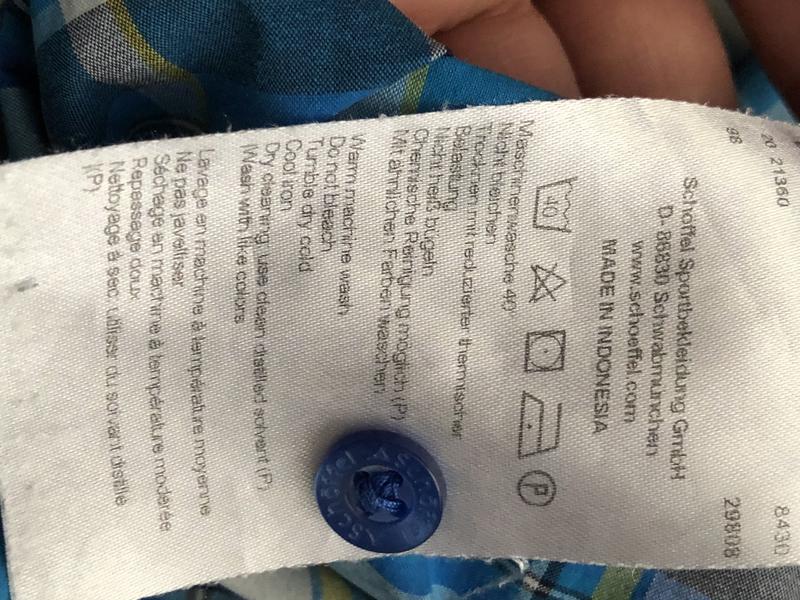 20 21360 8430
98 29808
Schöffel Sportbekleidung GmbH
D- 86830 Schwabmünchen
www.schoeffel.com
MADE IN INDONESIA
40
P
Maschinenwäsche 40°
Nicht bleichen
Trocknen mit reduzierter thermischer
Belastung
Nicht heiß bügeln
Chemische Reinigung möglich (P)
Mit ähnlichen Farben waschen
Warm machine wash
Do not bleach
Tumble dry cold
Cool iron
Dry cleaning: use clean distilled solvent (P)
Wash with like colors
Lavage en machine à température moyenne
Ne pas javelliser
Séchage en machine à température modérée
Repassage doux
Nettoyage à sec: utiliser du solvant distillé
(P)
Schöffel